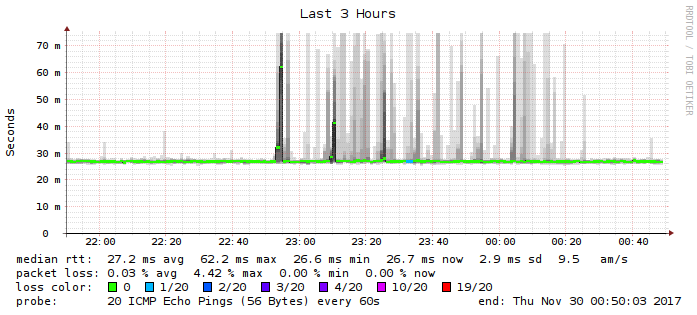 Last 3 Hours
RRDTOOL / TOBI OETIKER
Seconds
70 m
60 m
50 m
40 m
30 m
20 m
10 m
0
22:00 22:20 22:40 23:00 23:20 23:40 00:00 00:20 00:40
median rtt: 27.2 ms avg 62.2 ms max 26.6 ms min 26.7 ms now 2.9 ms sd 9.5 am/s
packet loss: 0.03 % avg 4.42 % max 0.00 % min 0.00 % now
loss color: 0 1/20 2/20 3/20 4/20 10/20 19/20
probe: 20 ICMP Echo Pings (56 Bytes) every 60s end: Thu Nov 30 00:50:03 2017